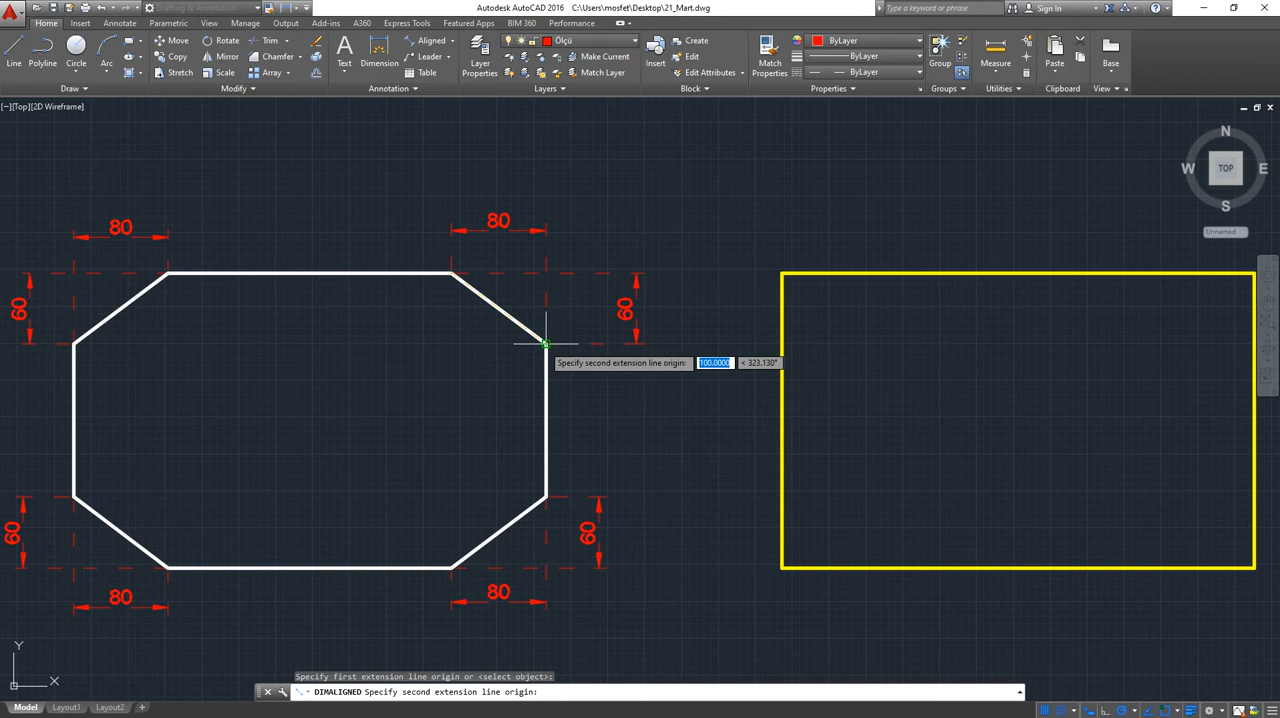 Drafting & Annotation
Autodesk AutoCAD 2016 C:\Users\mosfet\Desktop\21_Mart.dwg
Type a keyword or phrase
Sign In
Home Insert Annotate Parametric View Manage Output Add-ins A360 Express Tools Featured Apps BIM 360 Performance
Move Rotate Trim Aligned Ölçü Create ByLayer
Copy Mirror Chamfer Leader Make Current Edit ByLayer
Stretch Scale Array Table Match Layer Edit Attributes ByLayer
Line Polyline Circle Arc Text Dimension Layer Properties Insert Match Properties Group Measure Paste Base
Draw Modify Annotation Layers Block Properties Groups Utilities Clipboard View
[−][Top][2D Wireframe]
N
W TOP E
S
Unnamed
80 80
60 60
Specify second extension line origin: 100.0000 < 323.130°
60 60
80 80
Y
X
Specify first extension line origin or <select object>:
DIMALIGNED Specify second extension line origin:
Model Layout1 Layout2 +